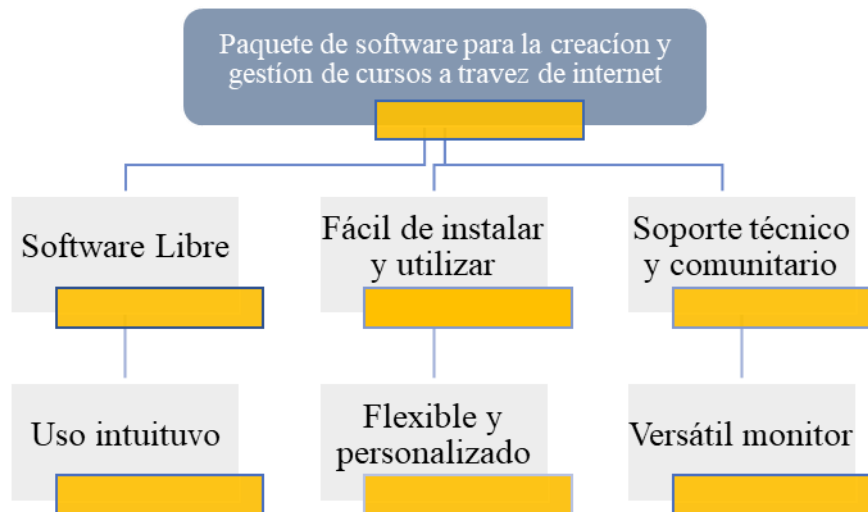 Paquete de software para la creacíon y
gestíon de cursos a travez de internet
Software Libre
Fácil de instalar
y utilizar
Soporte técnico
y comunitario
Uso intuituvo
Flexible y
personalizado
Versátil monitor